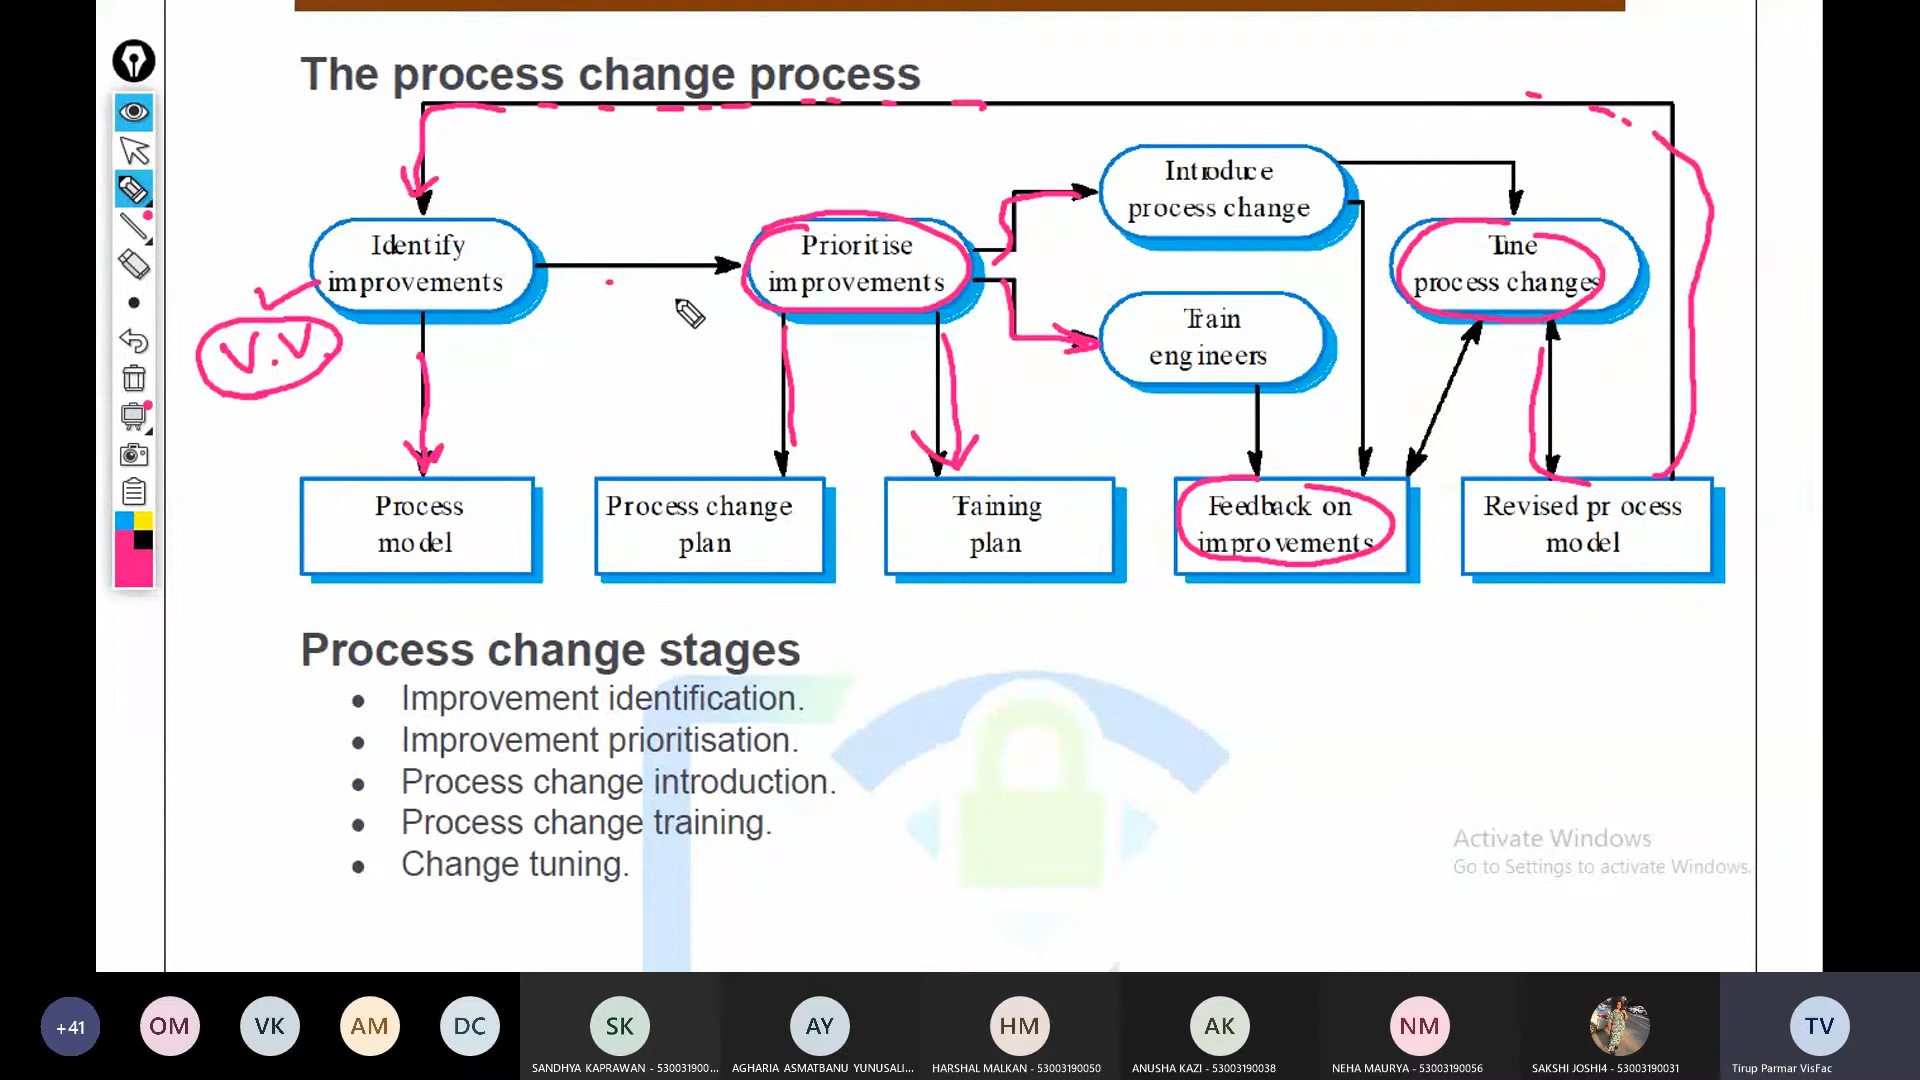 The process change process
Identify
improvements
Prioritise
improvements
Introduce
process change
Train
engineers
Tune
process changes
V.V.
Process
model
Process change
plan
Training
plan
Feedback on
improvements
Revised pr ocess
model
Process change stages
• Improvement identification.
• Improvement prioritisation.
• Process change introduction.
• Process change training.
• Change tuning.
Activate Windows
Go to Settings to activate Windows.
+41
OM
VK
AM
DC
SK
AY
HM
AK
NM
TV
SANDHYA KAPRAWAN - 530031900...
AGHARIA ASMATBANU YUNUSALI...
HARSHAL MALKAN - 53003190050
ANUSHA KAZI - 53003190038
NEHA MAURYA - 53003190056
SAKSHI JOSHI4 - 53003190031
Tirup Parmar VisFac